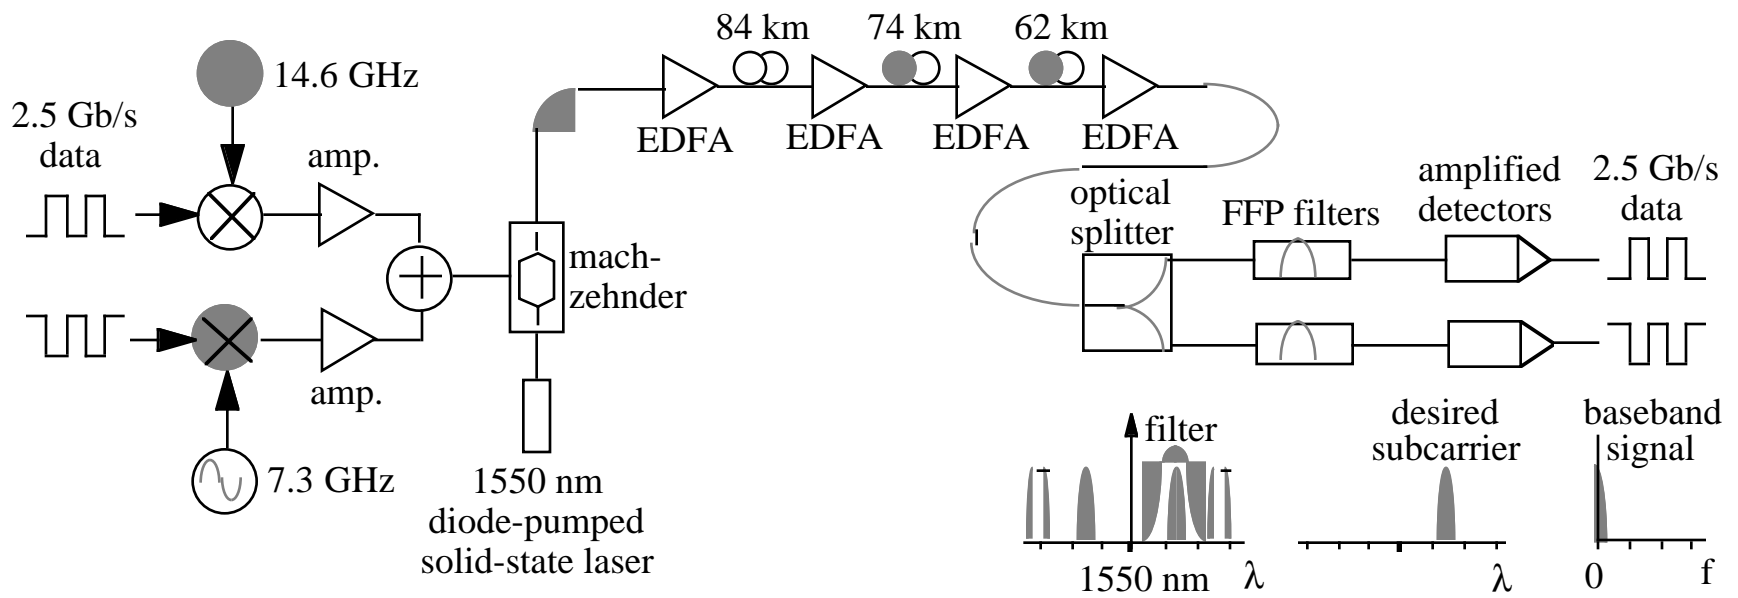 84 km
74 km
62 km
14.6 GHz
2.5 Gb/s
data
amp.
EDFA
EDFA
EDFA
EDFA
optical
splitter
FFP filters
amplified
detectors
2.5 Gb/s
data
mach-
zehnder
amp.
7.3 GHz
1550 nm
diode-pumped
solid-state laser
filter
1550 nm
λ
desired
subcarrier
λ
baseband
signal
0
f